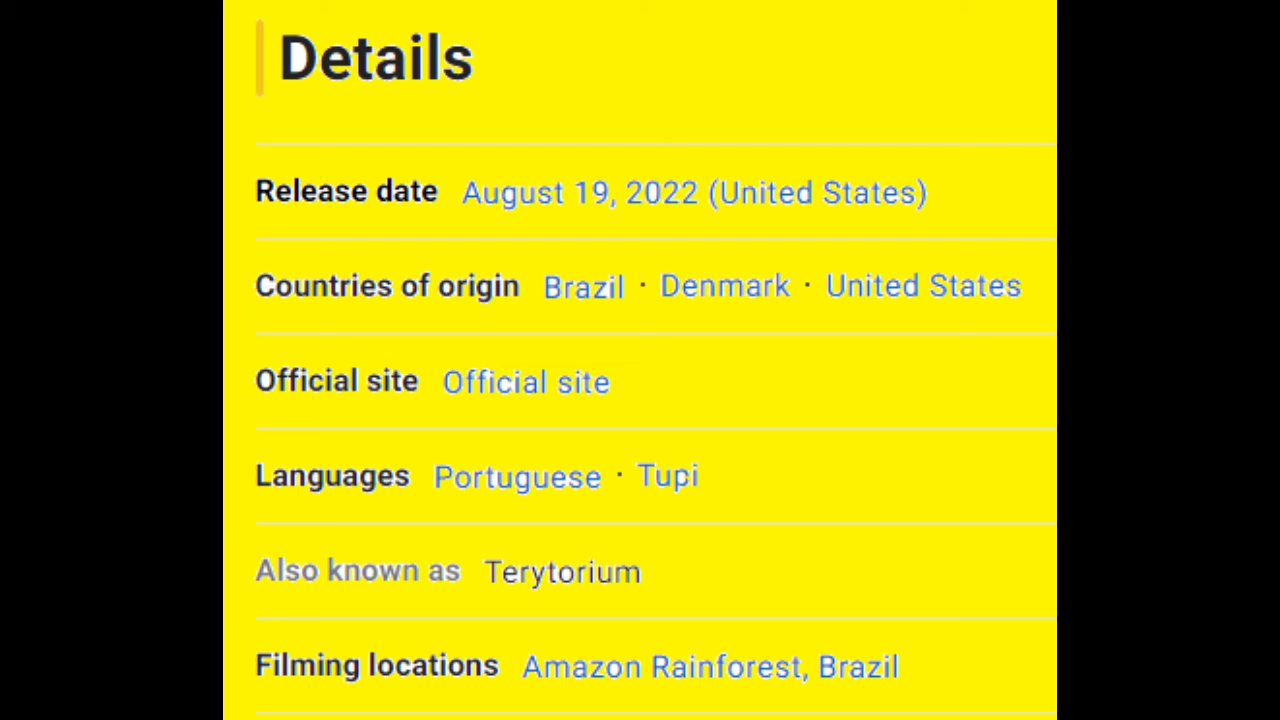 Details
Release date August 19, 2022 (United States)
Countries of origin Brazil · Denmark · United States
Official site Official site
Languages Portuguese · Tupi
Also known as Terytorium
Filming locations Amazon Rainforest, Brazil